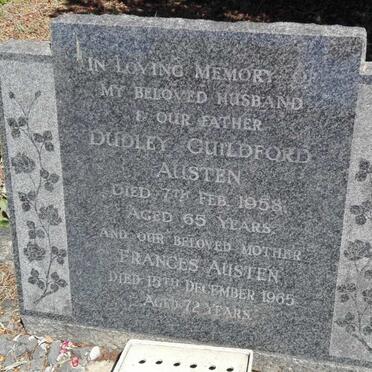 IN LOVING MEMORY OF
MY BELOVED HUSBAND
& OUR FATHER
DUDLEY GUILDFORD
AUSTEN
DIED 7TH FEB. 1958.
AGED 65 YEARS.
AND OUR BELOVED MOTHER
FRANCES AUSTEN
DIED 15TH DECEMBER 1965
AGED 72 YEARS.